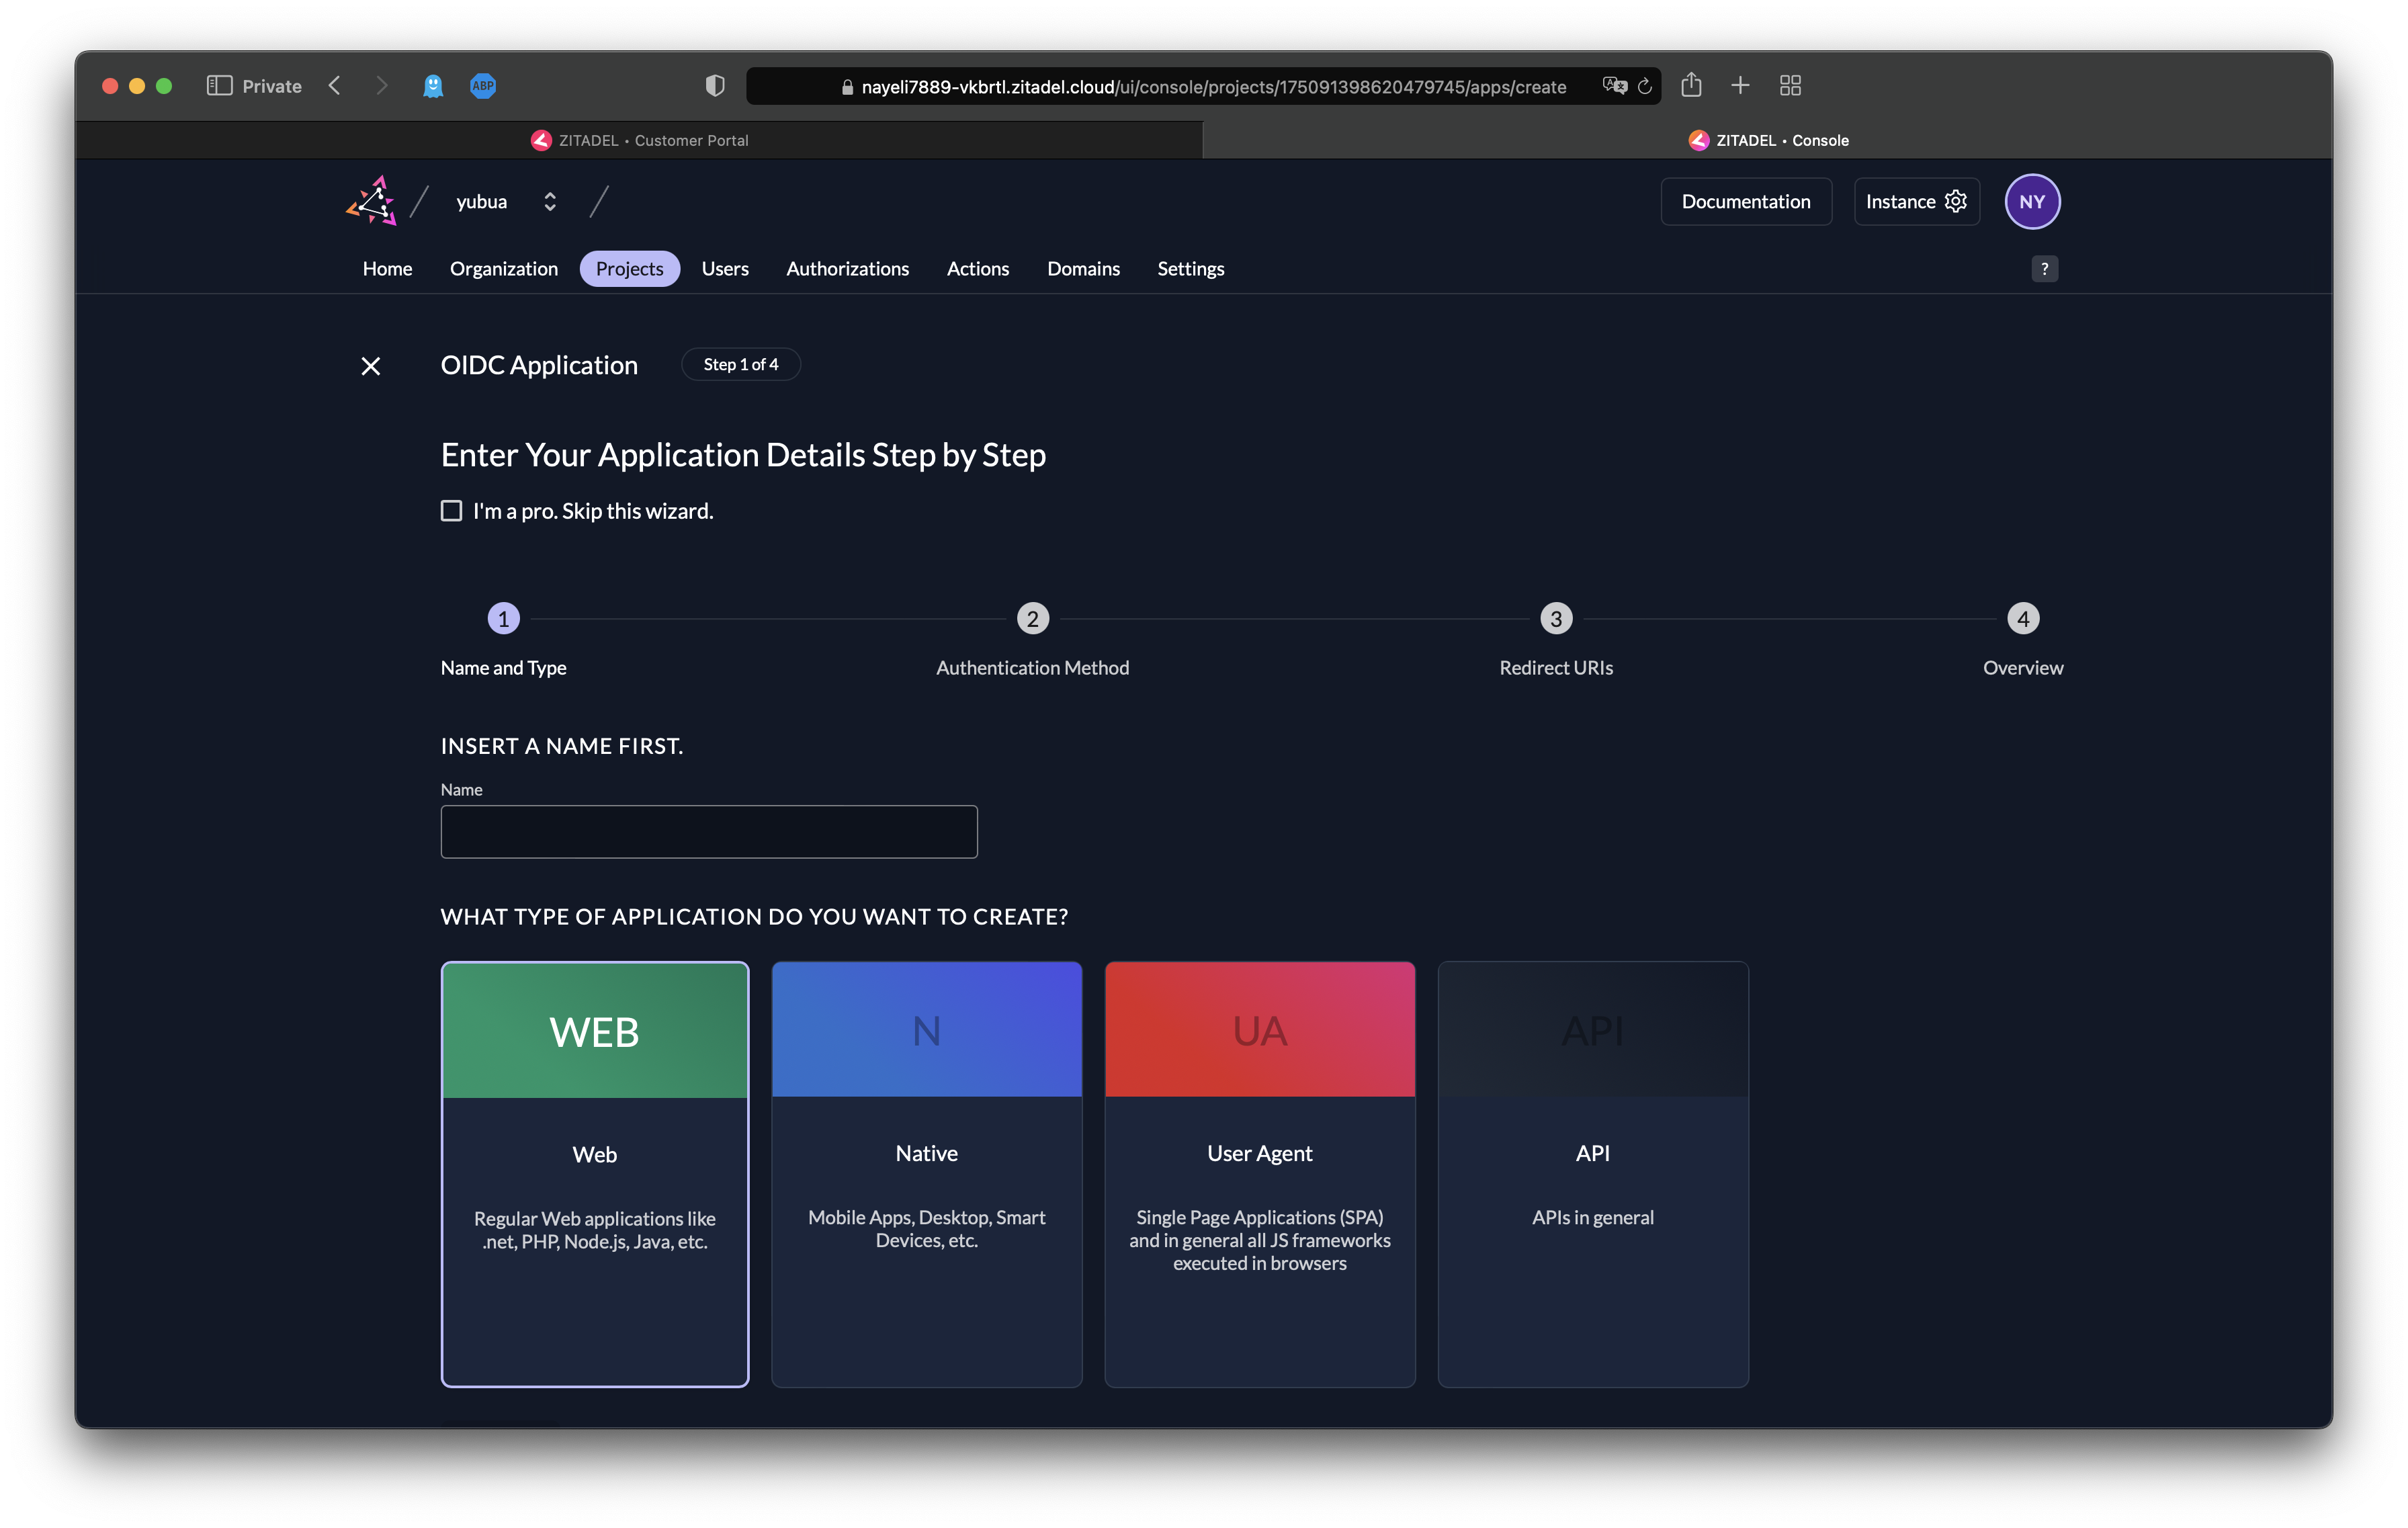 Private
ABP
nayeli7889-vkbrtl.zitadel.cloud/ui/console/projects/175091398620479745/apps/create
ZITADEL • Customer Portal
ZITADEL • Console
yubua
Documentation
Instance
NY
Home
Organization
Projects
Users
Authorizations
Actions
Domains
Settings
?
OIDC Application
Step 1 of 4
Enter Your Application Details Step by Step
I'm a pro. Skip this wizard.
1
2
3
4
Name and Type
Authentication Method
Redirect URIs
Overview
INSERT A NAME FIRST.
Name
WHAT TYPE OF APPLICATION DO YOU WANT TO CREATE?
WEB
Web
Regular Web applications like
.net, PHP, Node.js, Java, etc.
N
Native
Mobile Apps, Desktop, Smart
Devices, etc.
UA
User Agent
Single Page Applications (SPA)
and in general all JS frameworks
executed in browsers
API
API
APIs in general